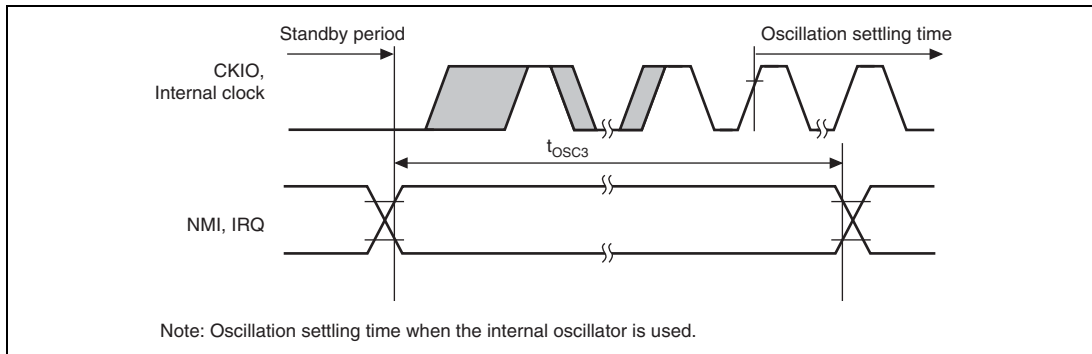 Standby period
Oscillation settling time
CKIO,
Internal clock
tOSC3
NMI, IRQ
Note: Oscillation settling time when the internal oscillator is used.